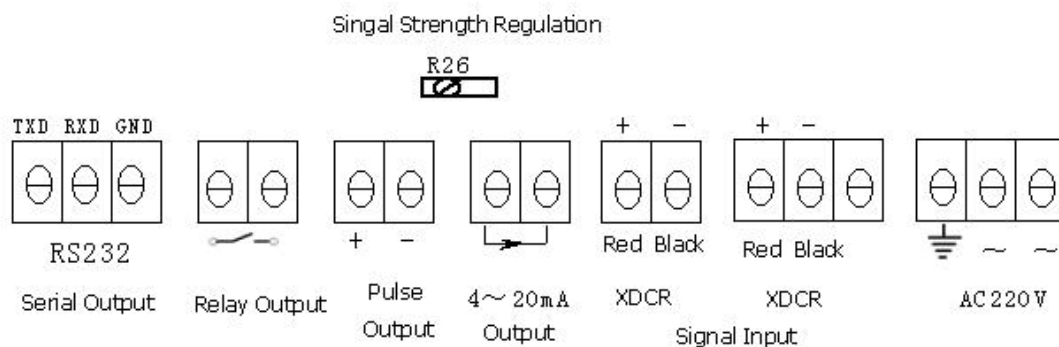 Singal Strength Regulation
R26
TXD RXD GND
+ − + −
+ −
Red Black Red Black
RS232
Serial Output Relay Output Pulse Output 4~20mA Output XDCR XDCR AC220V
Signal Input